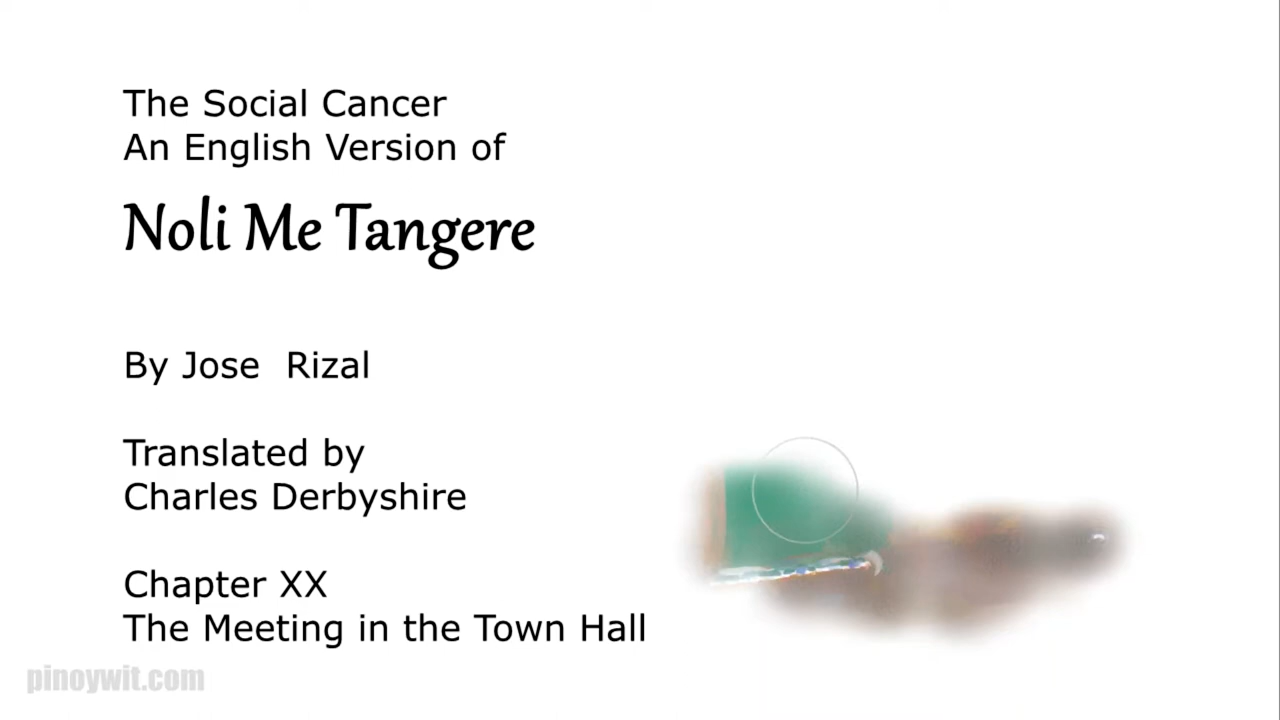 The Social Cancer
An English Version of
Noli Me Tangere
By Jose  Rizal
Translated by
Charles Derbyshire
Chapter XX
The Meeting in the Town Hall
pinoywit.com